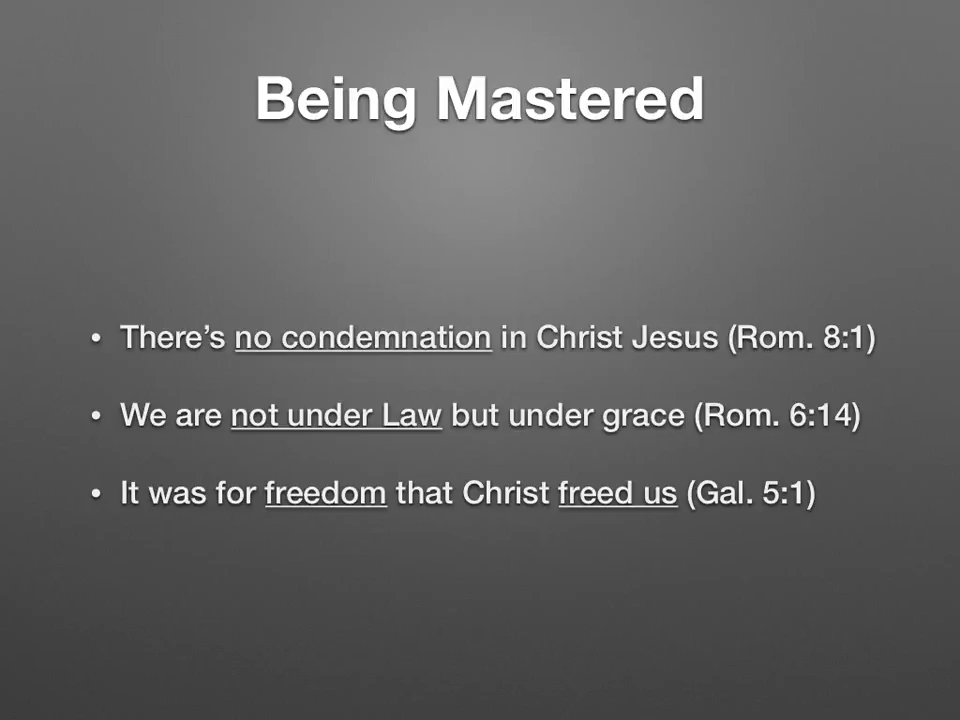 Being Mastered
• There’s no condemnation in Christ Jesus (Rom. 8:1)
• We are not under Law but under grace (Rom. 6:14)
• It was for freedom that Christ freed us (Gal. 5:1)